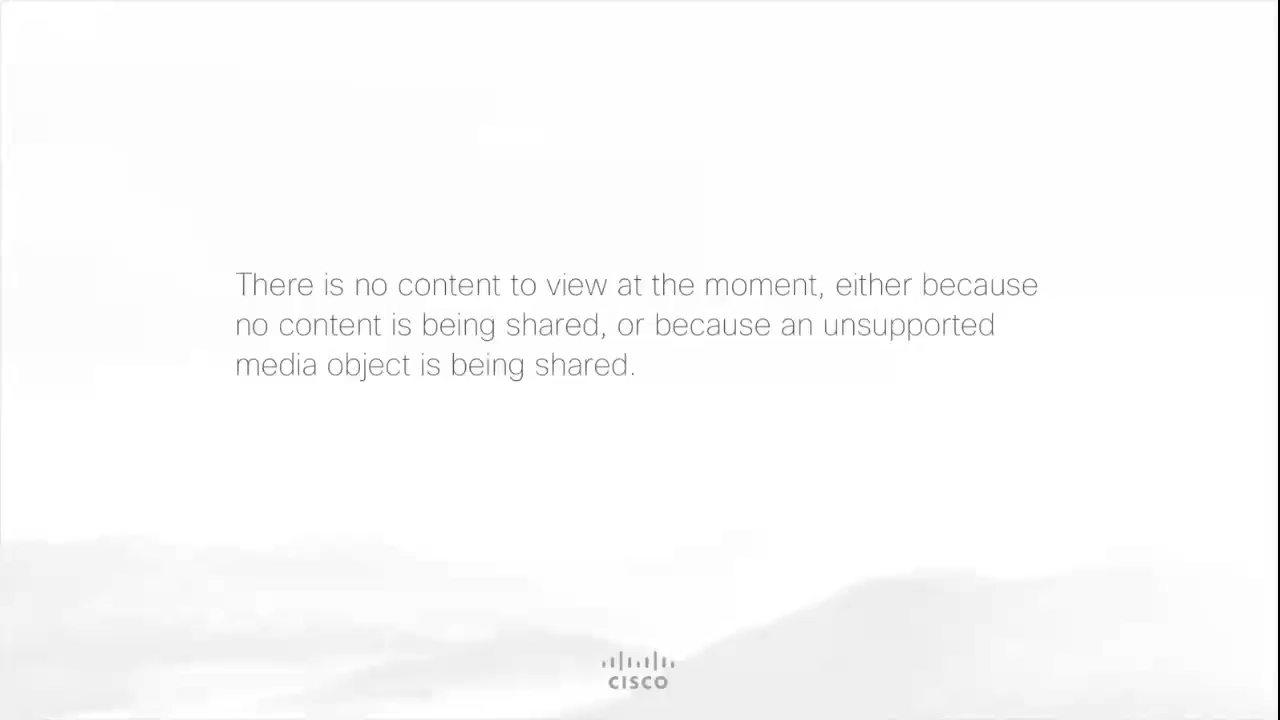 There is no content to view at the moment, either because
no content is being shared, or because an unsupported
media object is being shared.
CISCO